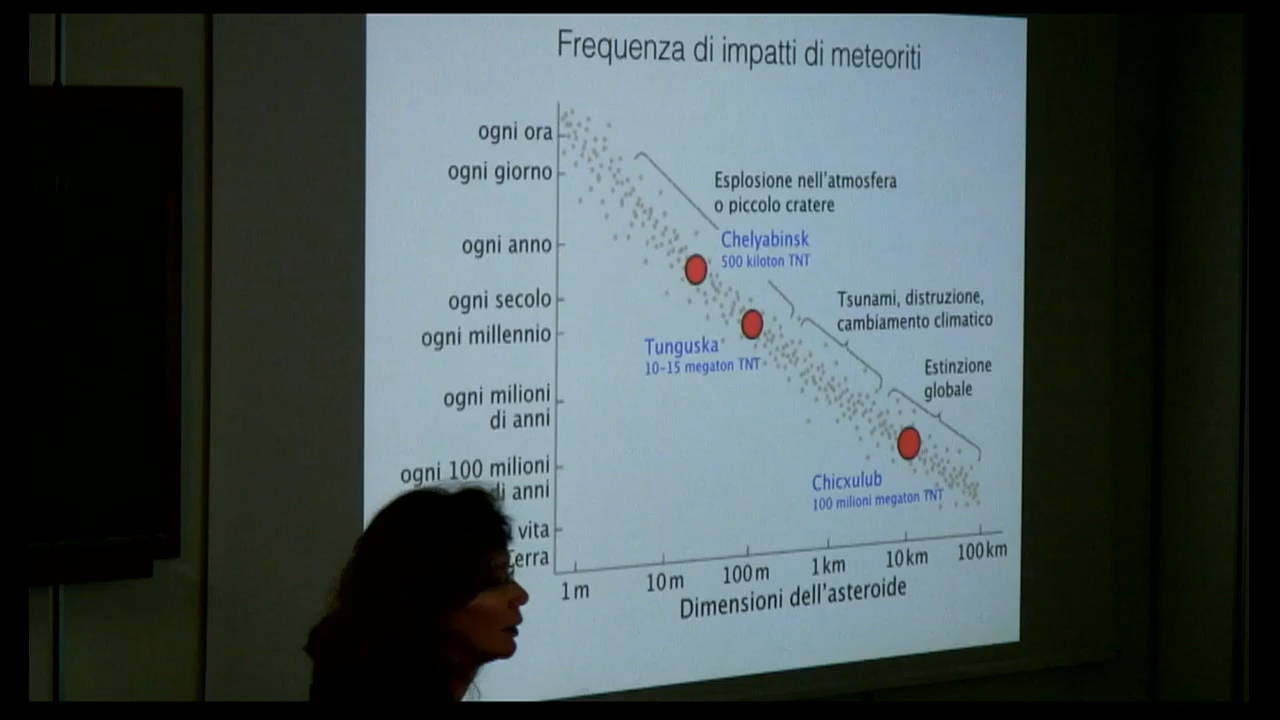 Frequenza di impatti di meteoriti
ogni ora
ogni giorno
ogni anno
ogni secolo
ogni millennio
ogni milioni
di anni
ogni 100 milioni
di anni
vita
Terra
Esplosione nell'atmosfera
o piccolo cratere
Chelyabinsk
500 kiloton TNT
Tsunami, distruzione,
cambiamento climatico
Tunguska
10-15 megaton TNT
Estinzione
globale
Chicxulub
100 milioni megaton TNT
1 m
10 m
100 m
1 km
10 km
100 km
Dimensioni dell'asteroide